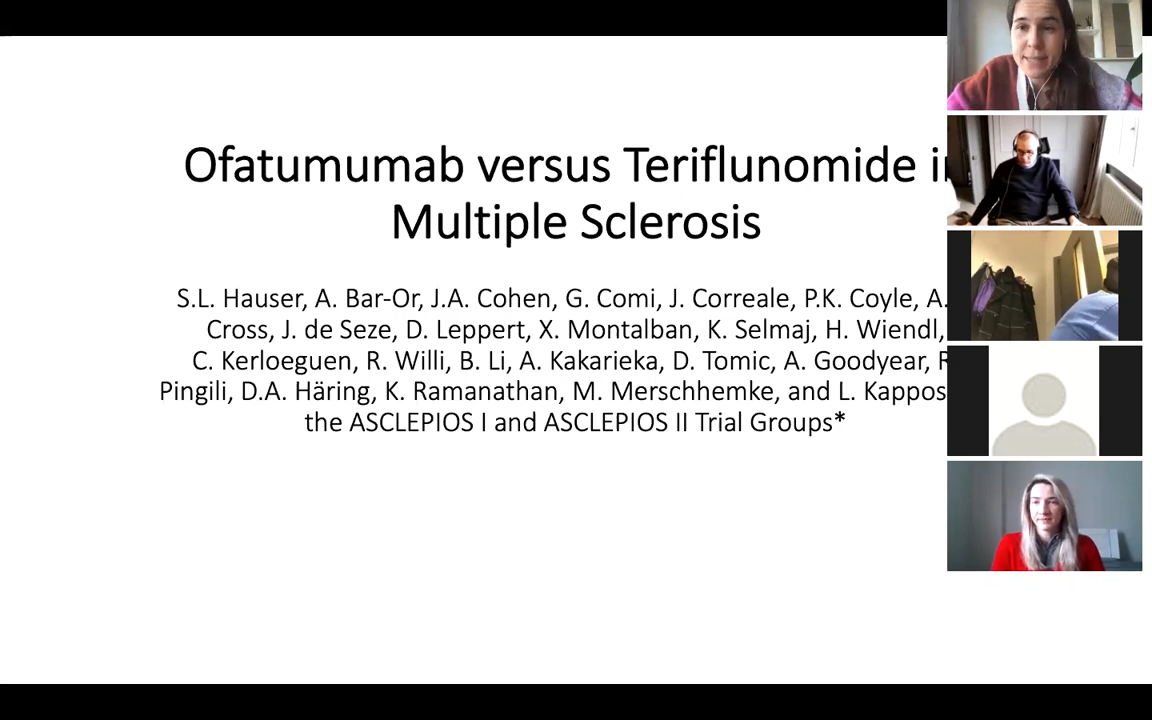 Ofatumumab versus Teriflunomide
Multiple Sclerosis
S.L. Hauser, A. Bar-Or, J.A. Cohen, G. Comi, J. Correale, P.K. Coyle, A.
Cross, J. de Seze, D. Leppert, X. Montalban, K. Selmaj, H. Wiendl,
C. Kerloeguen, R. Willi, B. Li, A. Kakarieka, D. Tomic, A. Goodyear,
Pingili, D.A. Häring, K. Ramanathan, M. Merschhemke, and L. Kappos
the ASCLEPIOS I and ASCLEPIOS II Trial Groups*